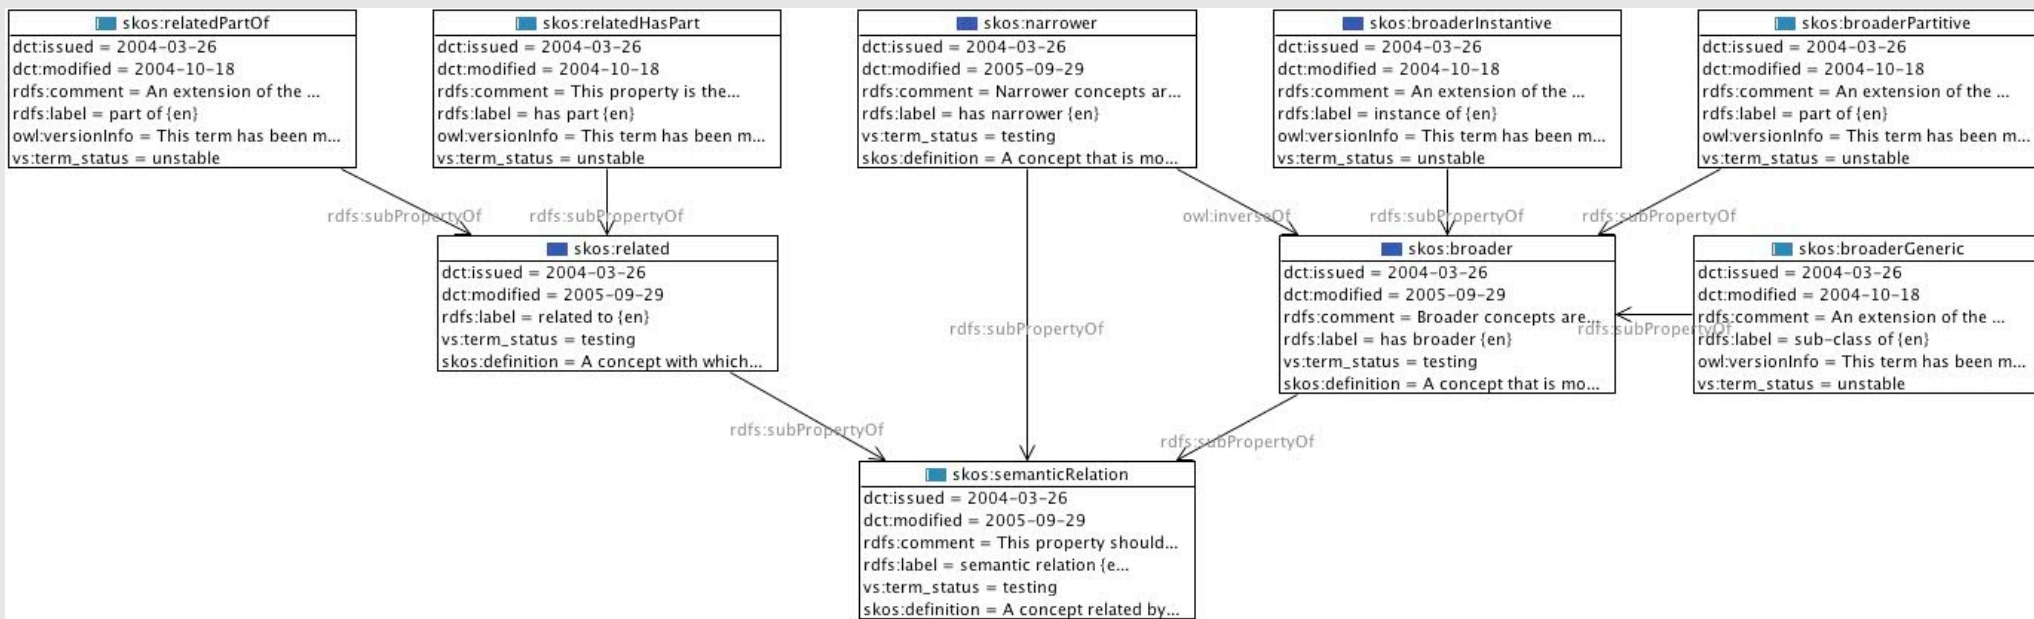 skos:relatedPartOf
dct:issued = 2004-03-26
dct:modified = 2004-10-18
rdfs:comment = An extension of the ...
rdfs:label = part of {en}
owl:versionInfo = This term has been m...
vs:term_status = unstable
skos:relatedHasPart
dct:issued = 2004-03-26
dct:modified = 2004-10-18
rdfs:comment = This property is the...
rdfs:label = has part {en}
owl:versionInfo = This term has been m...
vs:term_status = unstable
skos:narrower
dct:issued = 2004-03-26
dct:modified = 2005-09-29
rdfs:comment = Narrower concepts ar...
rdfs:label = has narrower {en}
vs:term_status = testing
skos:definition = A concept that is mo...
skos:broaderInstantive
dct:issued = 2004-03-26
dct:modified = 2004-10-18
rdfs:comment = An extension of the ...
rdfs:label = instance of {en}
owl:versionInfo = This term has been m...
vs:term_status = unstable
skos:broaderPartitive
dct:issued = 2004-03-26
dct:modified = 2004-10-18
rdfs:comment = An extension of the ...
rdfs:label = part of {en}
owl:versionInfo = This term has been m...
vs:term_status = unstable
rdfs:subPropertyOf
rdfs:subPropertyOf
owl:inverseOf
rdfs:subPropertyOf
rdfs:subPropertyOf
skos:related
dct:issued = 2004-03-26
dct:modified = 2005-09-29
rdfs:label = related to {en}
vs:term_status = testing
skos:definition = A concept with which...
rdfs:subPropertyOf
skos:broader
dct:issued = 2004-03-26
dct:modified = 2005-09-29
rdfs:comment = Broader concepts are...
rdfs:label = has broader {en}
vs:term_status = testing
skos:definition = A concept that is mo...
rdfs:subPropertyOf
skos:broaderGeneric
dct:issued = 2004-03-26
dct:modified = 2004-10-18
rdfs:comment = An extension of the ...
rdfs:label = sub-class of {en}
owl:versionInfo = This term has been m...
vs:term_status = unstable
rdfs:subPropertyOf
rdfs:subPropertyOf
skos:semanticRelation
dct:issued = 2004-03-26
dct:modified = 2005-09-29
rdfs:comment = This property should...
rdfs:label = semantic relation {e...
vs:term_status = testing
skos:definition = A concept related by...